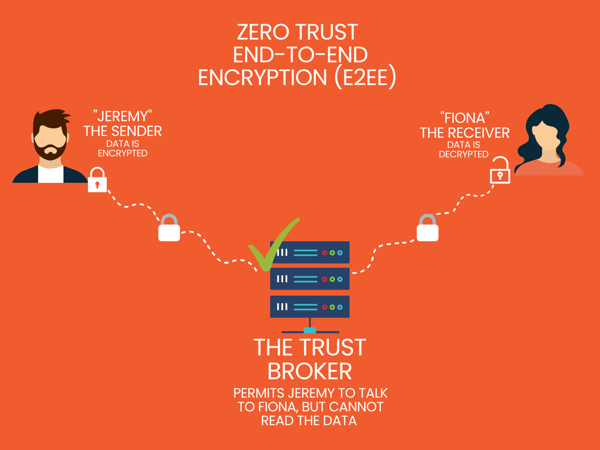 ZERO TRUST
END-TO-END
ENCRYPTION (E2EE)
"JEREMY"
THE SENDER
DATA IS
ENCRYPTED
"FIONA"
THE RECEIVER
DATA IS
DECRYPTED
THE TRUST
BROKER
PERMITS JEREMY TO TALK
TO FIONA, BUT CANNOT
READ THE DATA